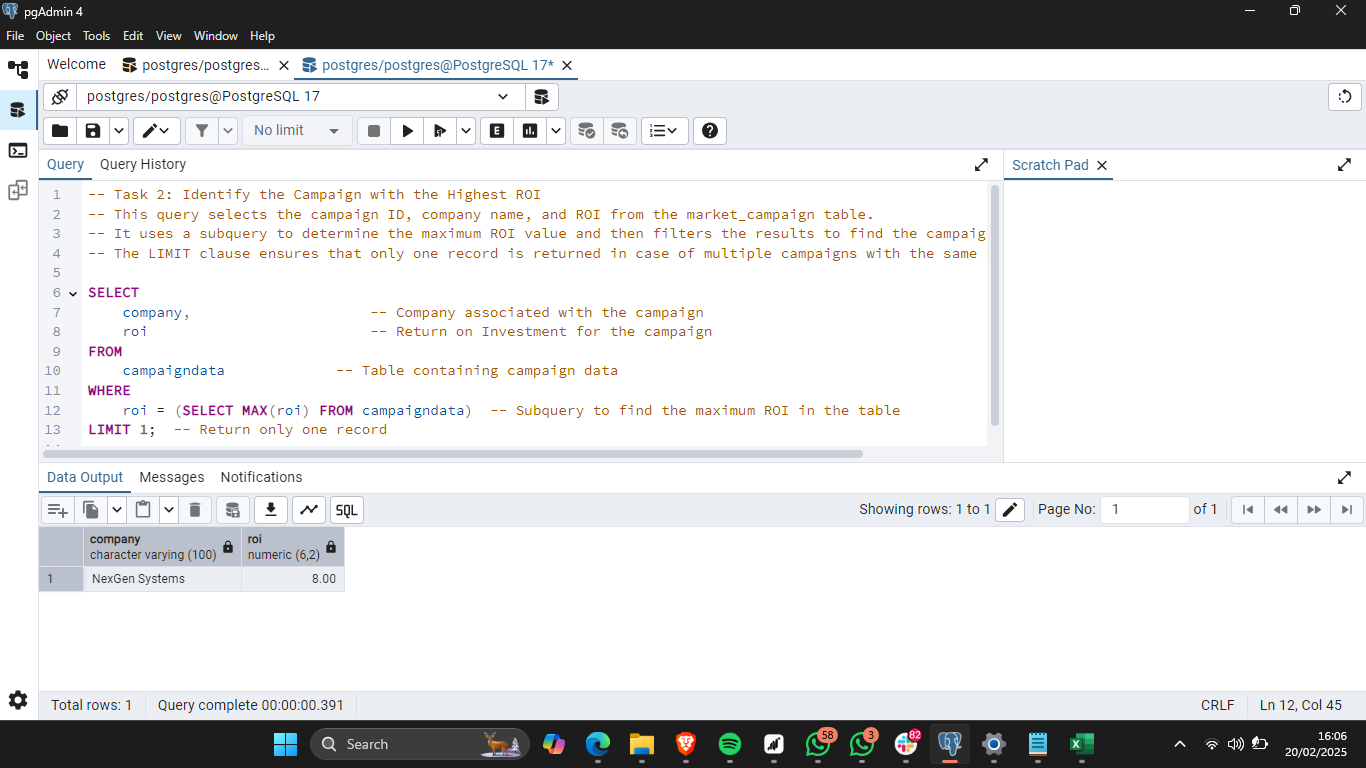 pgAdmin 4
File Object Tools Edit View Window Help
Welcome postgres/postgres... postgres/postgres@PostgreSQL 17*
postgres/postgres@PostgreSQL 17
No limit E
Query Query History
Scratch Pad
1 -- Task 2: Identify the Campaign with the Highest ROI
2 -- This query selects the campaign ID, company name, and ROI from the market_campaign table.
3 -- It uses a subquery to determine the maximum ROI value and then filters the results to find the campaig
4 -- The LIMIT clause ensures that only one record is returned in case of multiple campaigns with the same
5
6 SELECT
7 company, -- Company associated with the campaign
8 roi -- Return on Investment for the campaign
9 FROM
10 campaigndata -- Table containing campaign data
11 WHERE
12 roi = (SELECT MAX(roi) FROM campaigndata) -- Subquery to find the maximum ROI in the table
13 LIMIT 1; -- Return only one record
Data Output Messages Notifications
SQL Showing rows: 1 to 1 Page No: 1 of 1
company roi
character varying (100) numeric (6,2)
1 NexGen Systems 8.00
Total rows: 1 Query complete 00:00:00.391 CRLF Ln 12, Col 45
Search 58 3 82 16:06
20/02/2025